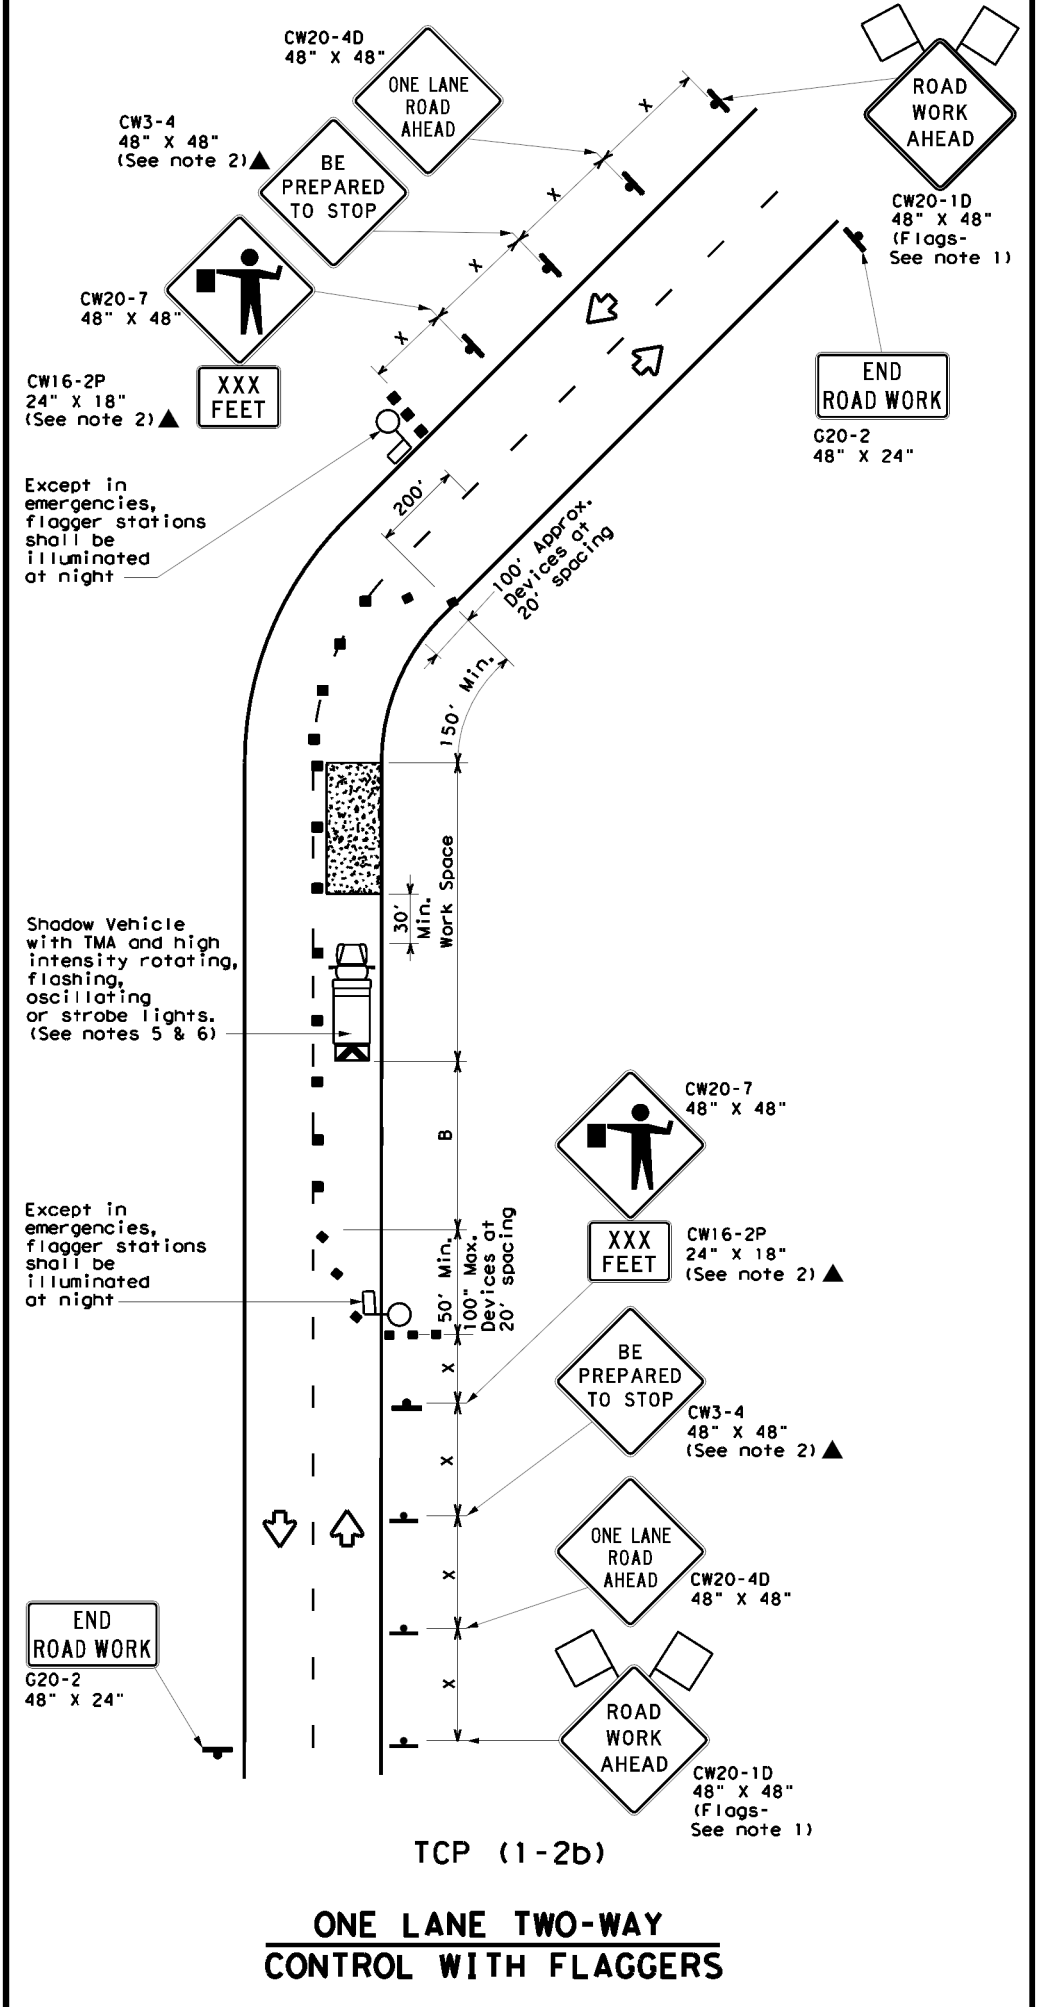 CW20-4D
48" X 48"
ONE LANE
ROAD
AHEAD
ROAD
WORK
AHEAD
CW20-1D
48" X 48"
(Flags-
See note 1)
CW3-4
48" X 48"
(See note 2)▲
BE
PREPARED
TO STOP
CW20-7
48" X 48"
CW16-2P
24" X 18"
(See note 2)▲
XXX
FEET
X
X
X
X
END
ROAD WORK
G20-2
48" X 24"
Except in
emergencies,
flagger stations
shall be
illuminated
at night
200'
100' Approx.
Devices at
20' spacing
150' Min.
Work Space
30'
Min.
Shadow Vehicle
with TMA and high
intensity rotating,
flashing,
oscillating
or strobe lights.
(See notes 5 & 6)
B
CW20-7
48" X 48"
Except in
emergencies,
flagger stations
shall be
illuminated
at night
50' Min.
100" Max.
Devices at
20' spacing
XXX
FEET
CW16-2P
24" X 18"
(See note 2)▲
X
BE
PREPARED
TO STOP
CW3-4
48" X 48"
(See note 2)▲
X
ONE LANE
ROAD
AHEAD
CW20-4D
48" X 48"
X
END
ROAD WORK
G20-2
48" X 24"
X
ROAD
WORK
AHEAD
CW20-1D
48" X 48"
(Flags-
See note 1)
TCP (1-2b)
ONE LANE TWO-WAY
CONTROL WITH FLAGGERS